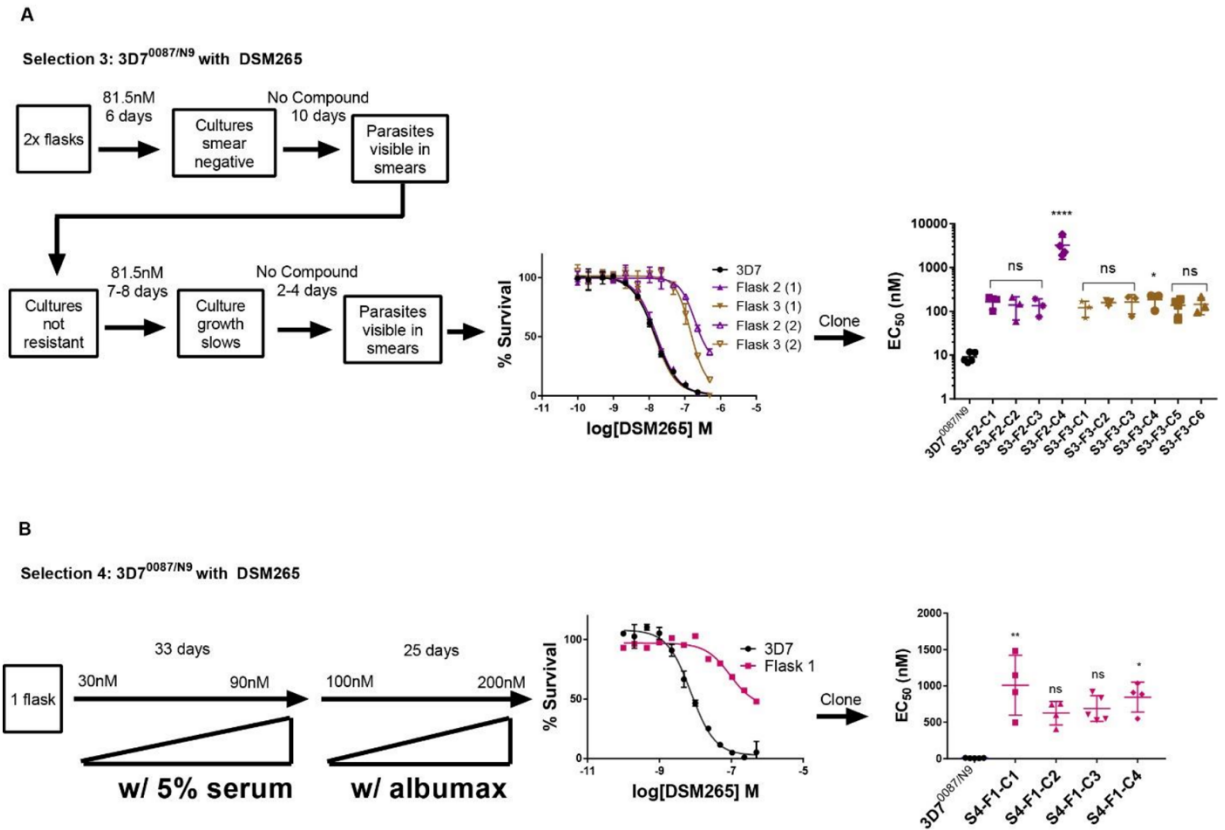 A
Selection 3: 3D7^0087/N9 with DSM265
2x flasks
81.5nM
6 days
Cultures
smear
negative
No Compound
10 days
Parasites
visible in
smears
Cultures
not
resistant
81.5nM
7-8 days
Culture
growth
slows
No Compound
2-4 days
Parasites
visible in
smears
% Survival
100
50
0
-11 -10 -9 -8 -7 -6 -5
log[DSM265] M
3D7
Flask 2 (1)
Flask 3 (1)
Flask 2 (2)
Flask 3 (2)
Clone
EC50 (nM)
10000
1000
100
10
1
ns
****
ns
*
ns
3D7^0087/N9
S3-F2-C1
S3-F2-C2
S3-F2-C3
S3-F2-C4
S3-F3-C1
S3-F3-C2
S3-F3-C3
S3-F3-C4
S3-F3-C5
S3-F3-C6
B
Selection 4: 3D7^0087/N9 with DSM265
1 flask
33 days
30nM 90nM
w/ 5% serum
25 days
100nM 200nM
w/ albumax
% Survival
100
50
0
-11 -9 -7 -5
log[DSM265] M
3D7
Flask 1
Clone
EC50 (nM)
2000
1500
1000
500
0
**
ns
ns
*
3D7^0087/N9
S4-F1-C1
S4-F1-C2
S4-F1-C3
S4-F1-C4